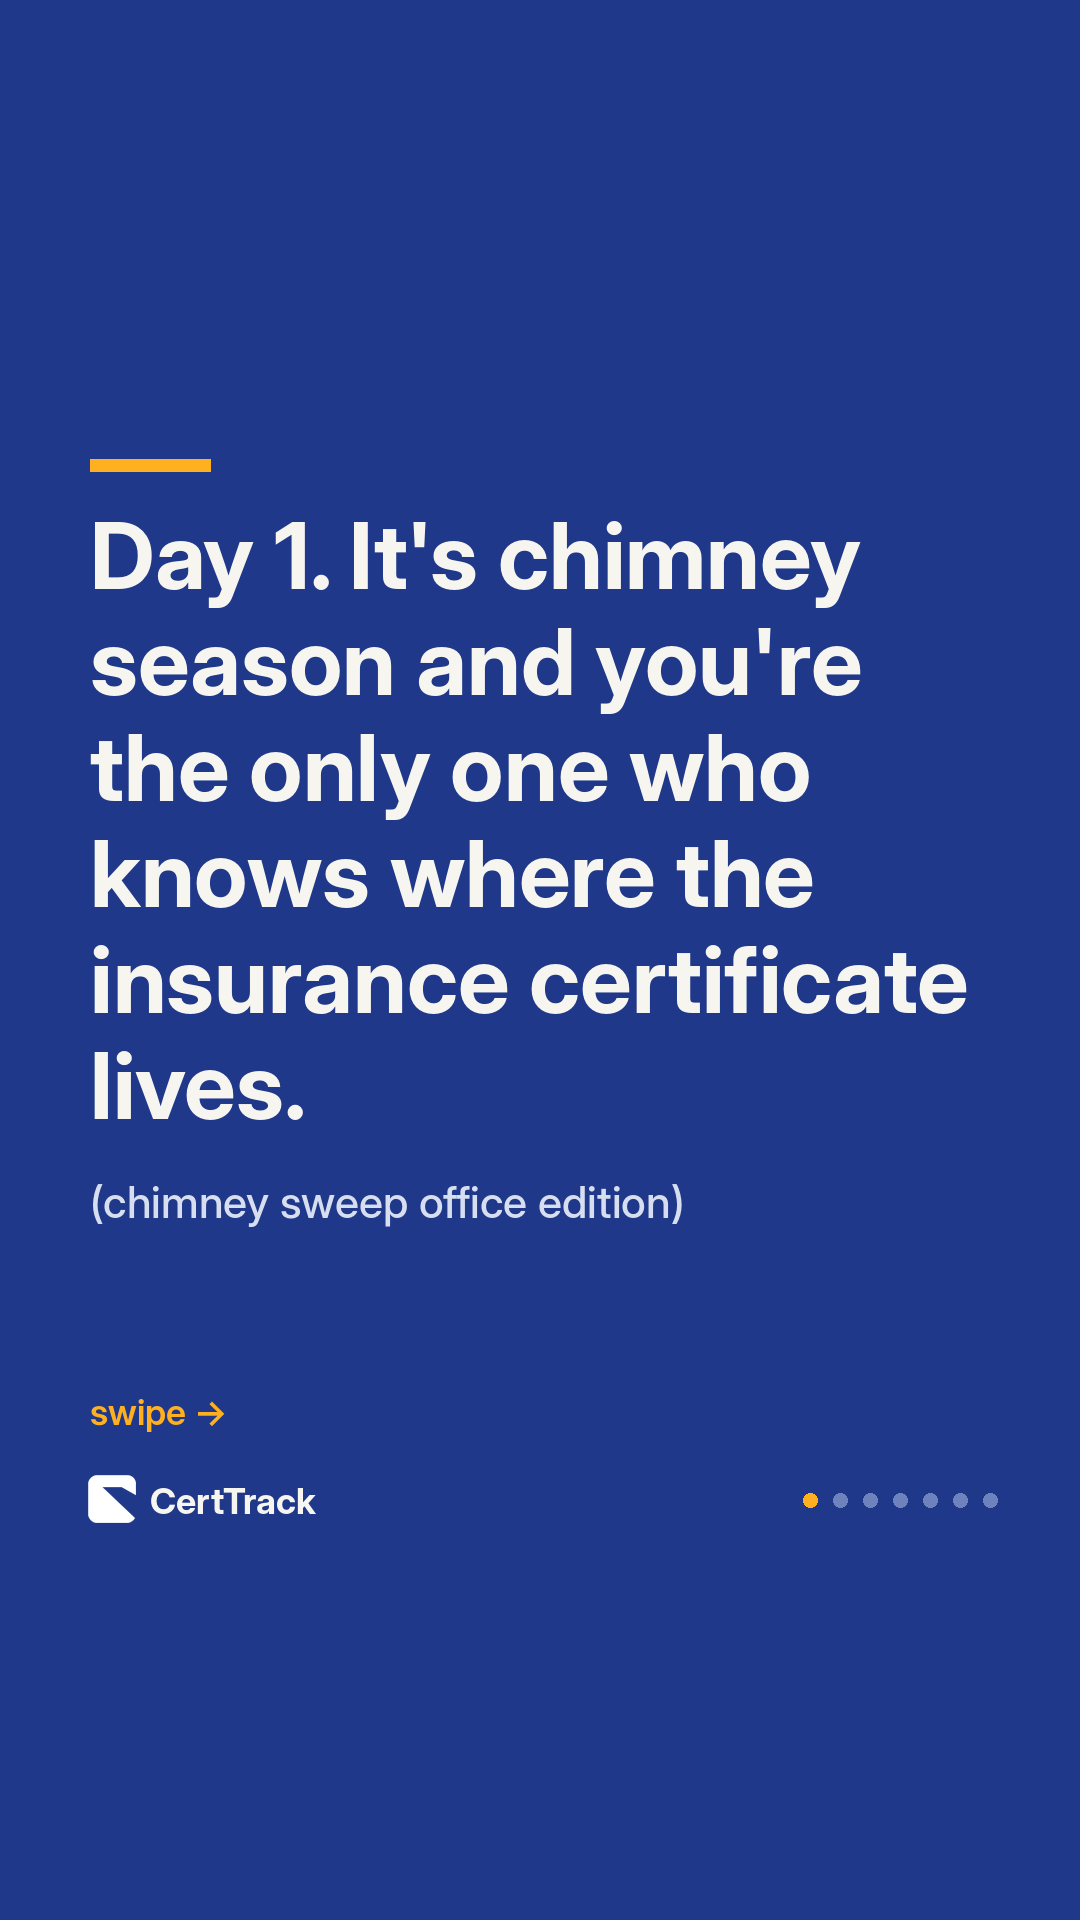 Day 1. It's chimney
season and you're
the only one who
knows where the
insurance certificate
lives.
(chimney sweep office edition)
swipe →
CertTrack